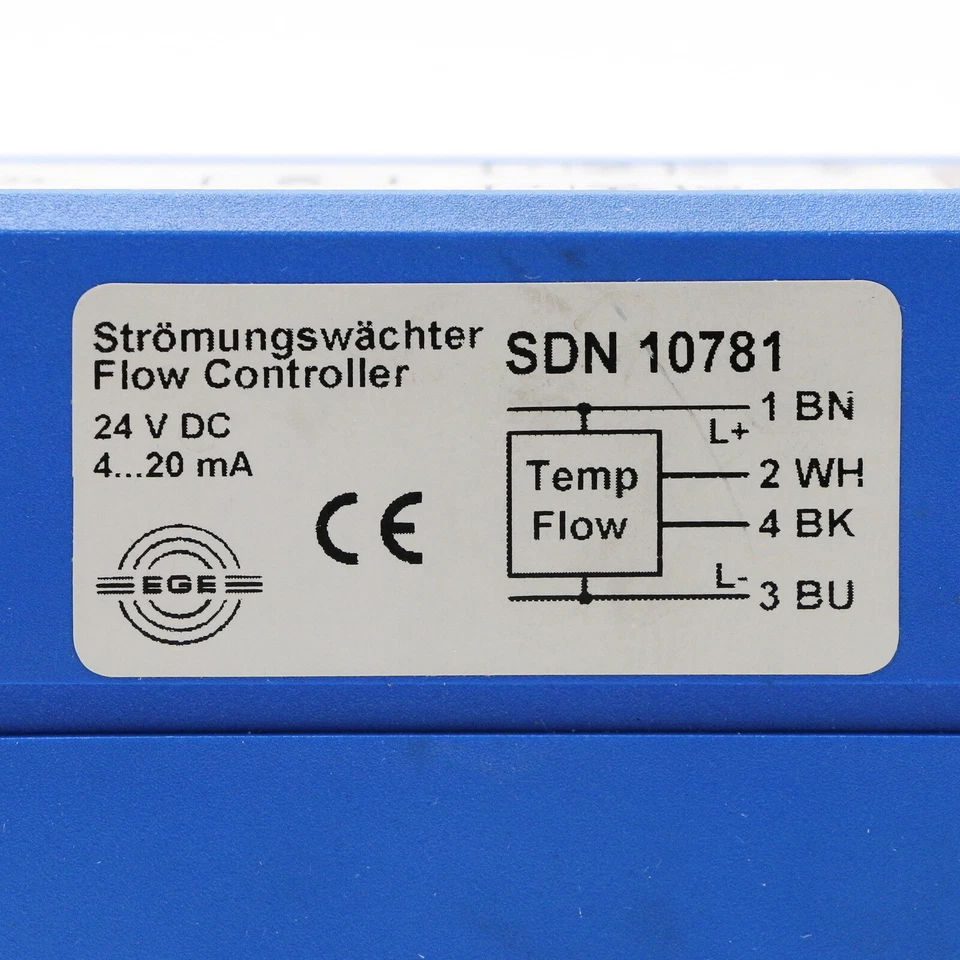 Strömungswächter
Flow Controller
24 V DC
4...20 mA
CE
EGE
SDN 10781
1 BN
L+
Temp
2 WH
Flow
4 BK
L-
3 BU